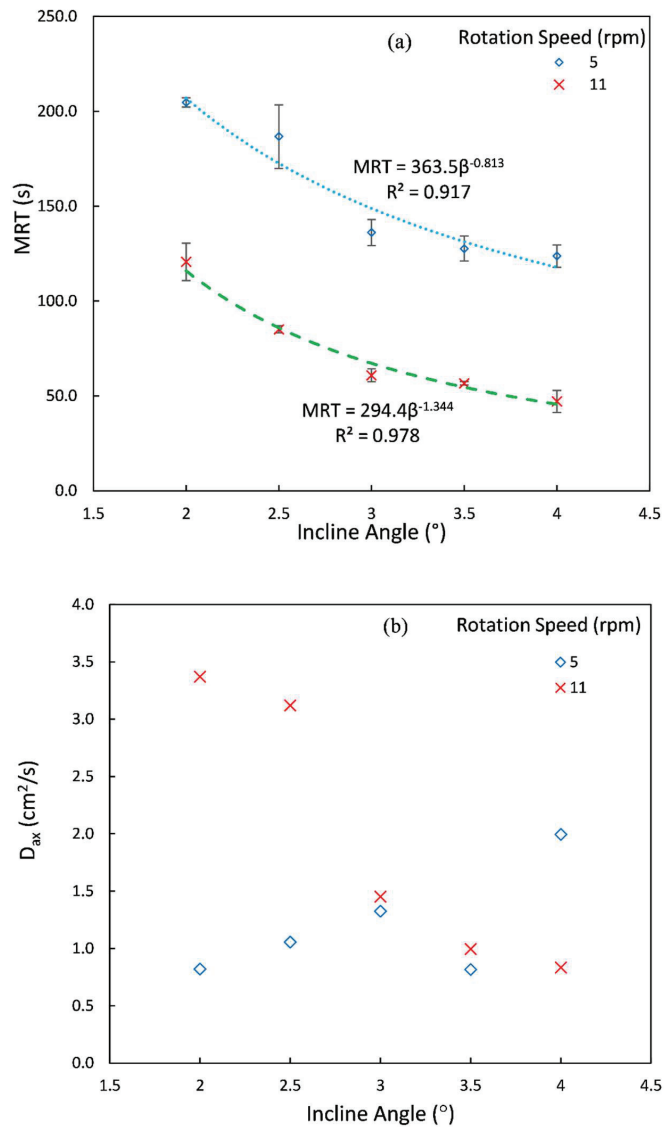 250.0
(a)
Rotation Speed (rpm)
5
11
200.0
MRT = 363.5β^-0.813
R² = 0.917
MRT (s)
150.0
100.0
50.0
MRT = 294.4β^-1.344
R² = 0.978
0.0
1.5 2 2.5 3 3.5 4 4.5
Incline Angle (°)
4.0
(b)
Rotation Speed (rpm)
5
11
3.5
3.0
2.5
D_ax (cm²/s)
2.0
1.5
1.0
0.5
0.0
1.5 2 2.5 3 3.5 4 4.5
Incline Angle (°)